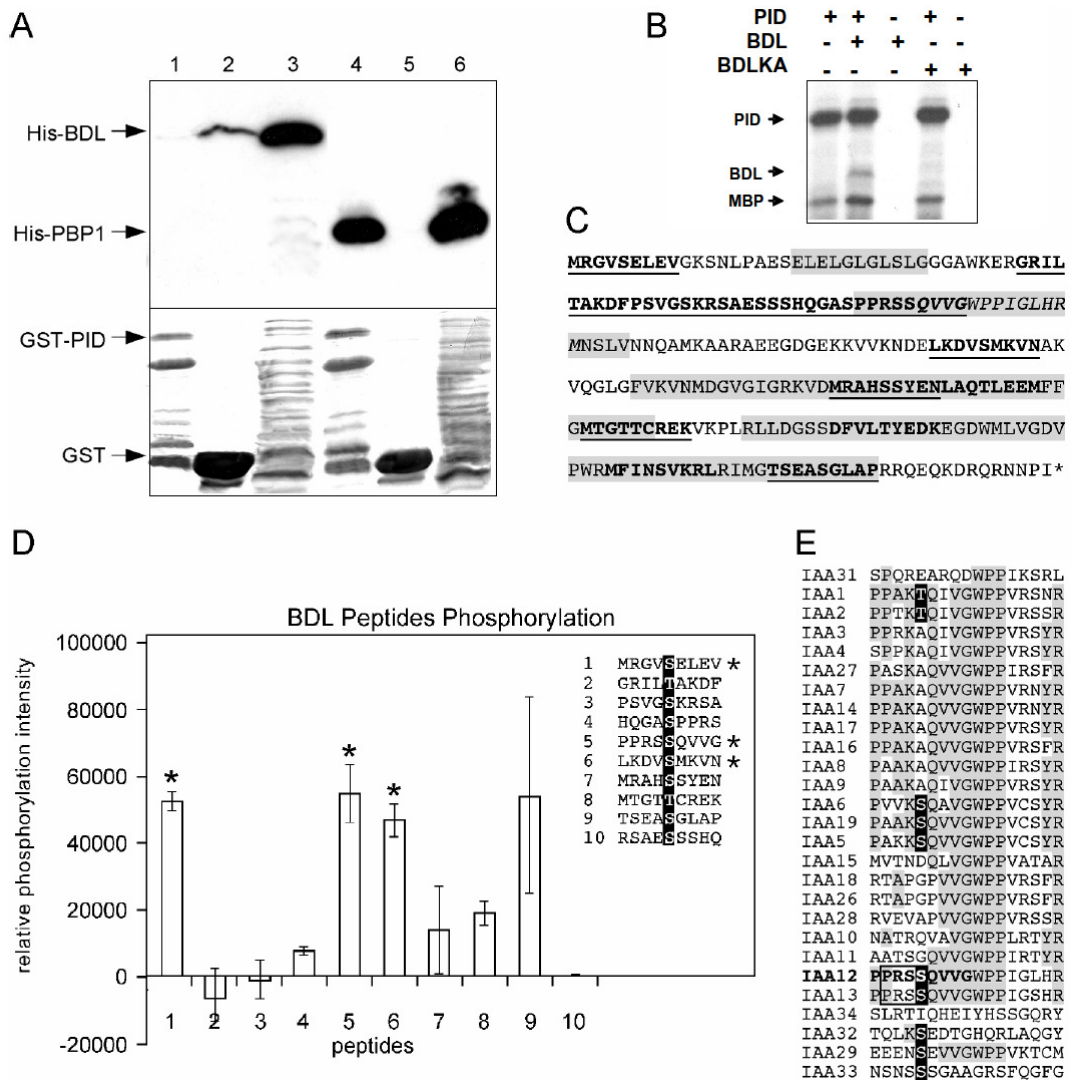 A
1 2 3 4 5 6
His-BDL
His-PBP1
GST-PID
GST
B
PID + + - + -
BDL - + + - -
BDLKA - - - + +
PID
BDL
MBP
C
MRGVSELEVGKSNLPAESELELGLGLSLGGGAWKERGRIL
TAKDFPSVGSKRSAESSSHQGASPPRSSQVVGWPPIGLHR
MNSLVNNQAMKAARAEEGDGEKKVVKNDELKDVSMKVNAK
VQGLGFVKVNMDGVGIGRKVDMRAHSSYENLAQTLEEMFF
GMTGTTCREKVKPLRLLDGSSDFVLTYEDKEGDWMLVGDV
PWRMFINSVKRLRIMGTSEASGLAPRRQEQKDRQRNNPI*
D
BDL Peptides Phosphorylation
relative phosphorylation intensity
100000
80000
60000
40000
20000
0
-20000
* * *
1 MRGVSELEV *
2 GRILTAKDF
3 PSVGSKRSA
4 HQGASPPRS
5 PPRSSQVVG *
6 LKDVSMKVN *
7 MRAHSSYEN
8 MTGTTCREK
9 TSEASGLAP
10 RSAESSSHQ
1 2 3 4 5 6 7 8 9 10
peptides
E
IAA31 SPQREARQDWPPIKSRL
IAA1 PPAKTQIVGWPPVRSNR
IAA2 PPTKTQIVGWPPVRSSR
IAA3 PPRKAQIVGWPPVRSYR
IAA4 SPPKAQIVGWPPVRSYR
IAA27 PASKAQVVGWPPIRSFR
IAA7 PPAKAQVVGWPPVRNYR
IAA14 PPAKAQVVGWPPVRNYR
IAA17 PPAKAQVVGWPPVRSYR
IAA16 PPAKAQVVGWPPVRSFR
IAA8 PAAKAQVVGWPPIRSYR
IAA9 PAAKAQIVGWPPVRSYR
IAA6 PVVKSQAVGWPPVCSYR
IAA19 PAAKSQVVGWPPVCSYR
IAA5 PAKKSQVVGWPPVCSYR
IAA15 MVTNDQLVGWPPVATAR
IAA18 RTAPGPVVGWPPVRSFR
IAA26 RTAPGPVVGWPPVRSFR
IAA28 RVEVAPVVGWPPVRSSR
IAA10 NATRQVAVGWPPLRTYR
IAA11 AATSGQVVGWPPIRTYR
IAA12 PPRSSQVVGWPPIGLHR
IAA13 PPRSSQVVGWPPIGSHR
IAA34 SLRTIQHEIYHSSGQRY
IAA32 TQLKSEDTGHQRLAQGY
IAA29 EEENSEVVGWPPVKTCM
IAA33 NSNSSSGAAGRSFQGFG